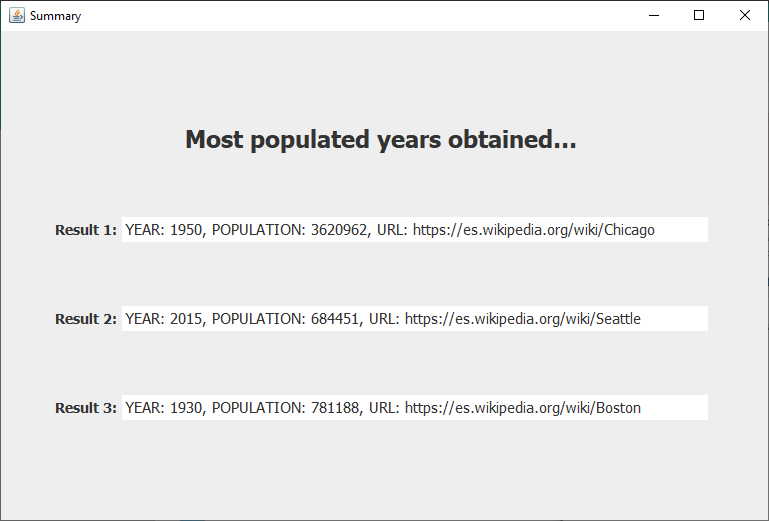 Summary
Most populated years obtained...
Result 1: YEAR: 1950, POPULATION: 3620962, URL: https://es.wikipedia.org/wiki/Chicago
Result 2: YEAR: 2015, POPULATION: 684451, URL: https://es.wikipedia.org/wiki/Seattle
Result 3: YEAR: 1930, POPULATION: 781188, URL: https://es.wikipedia.org/wiki/Boston